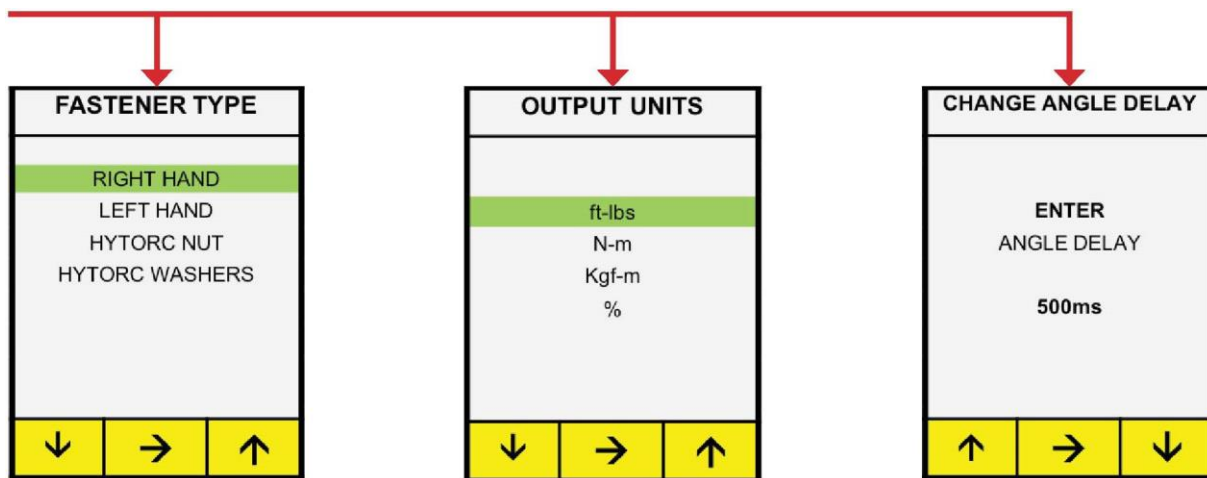 FASTENER TYPE
RIGHT HAND
LEFT HAND
HYTORC NUT
HYTORC WASHERS
↓ → ↑
OUTPUT UNITS
ft-lbs
N-m
Kgf-m
%
↓ → ↑
CHANGE ANGLE DELAY
ENTER
ANGLE DELAY
500ms
↑ → ↓